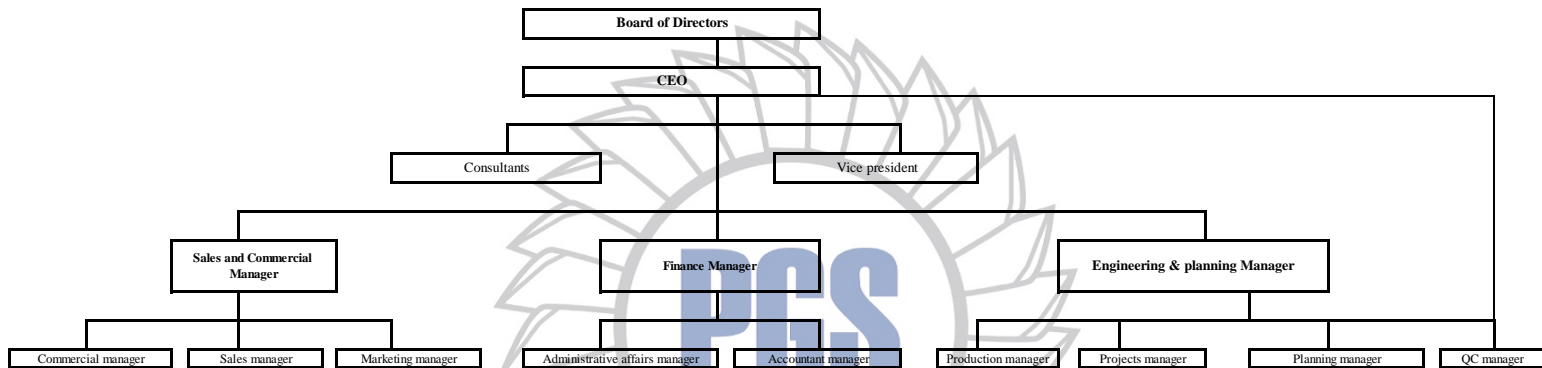 Board of Directors
CEO
Consultants
Vice president
Sales and Commercial
Manager
Finance Manager
Engineering & planning Manager
PGS
Commercial manager
Sales manager
Marketing manager
Administrative affairs manager
Accountant manager
Production manager
Projects manager
Planning manager
QC manager